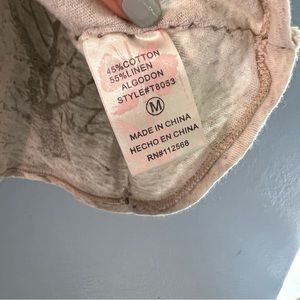 45%COTTON
55%LINEN
ALGODON
STYLE#T8053
M
MADE IN CHINA
HECHO EN CHINA
RN#112568